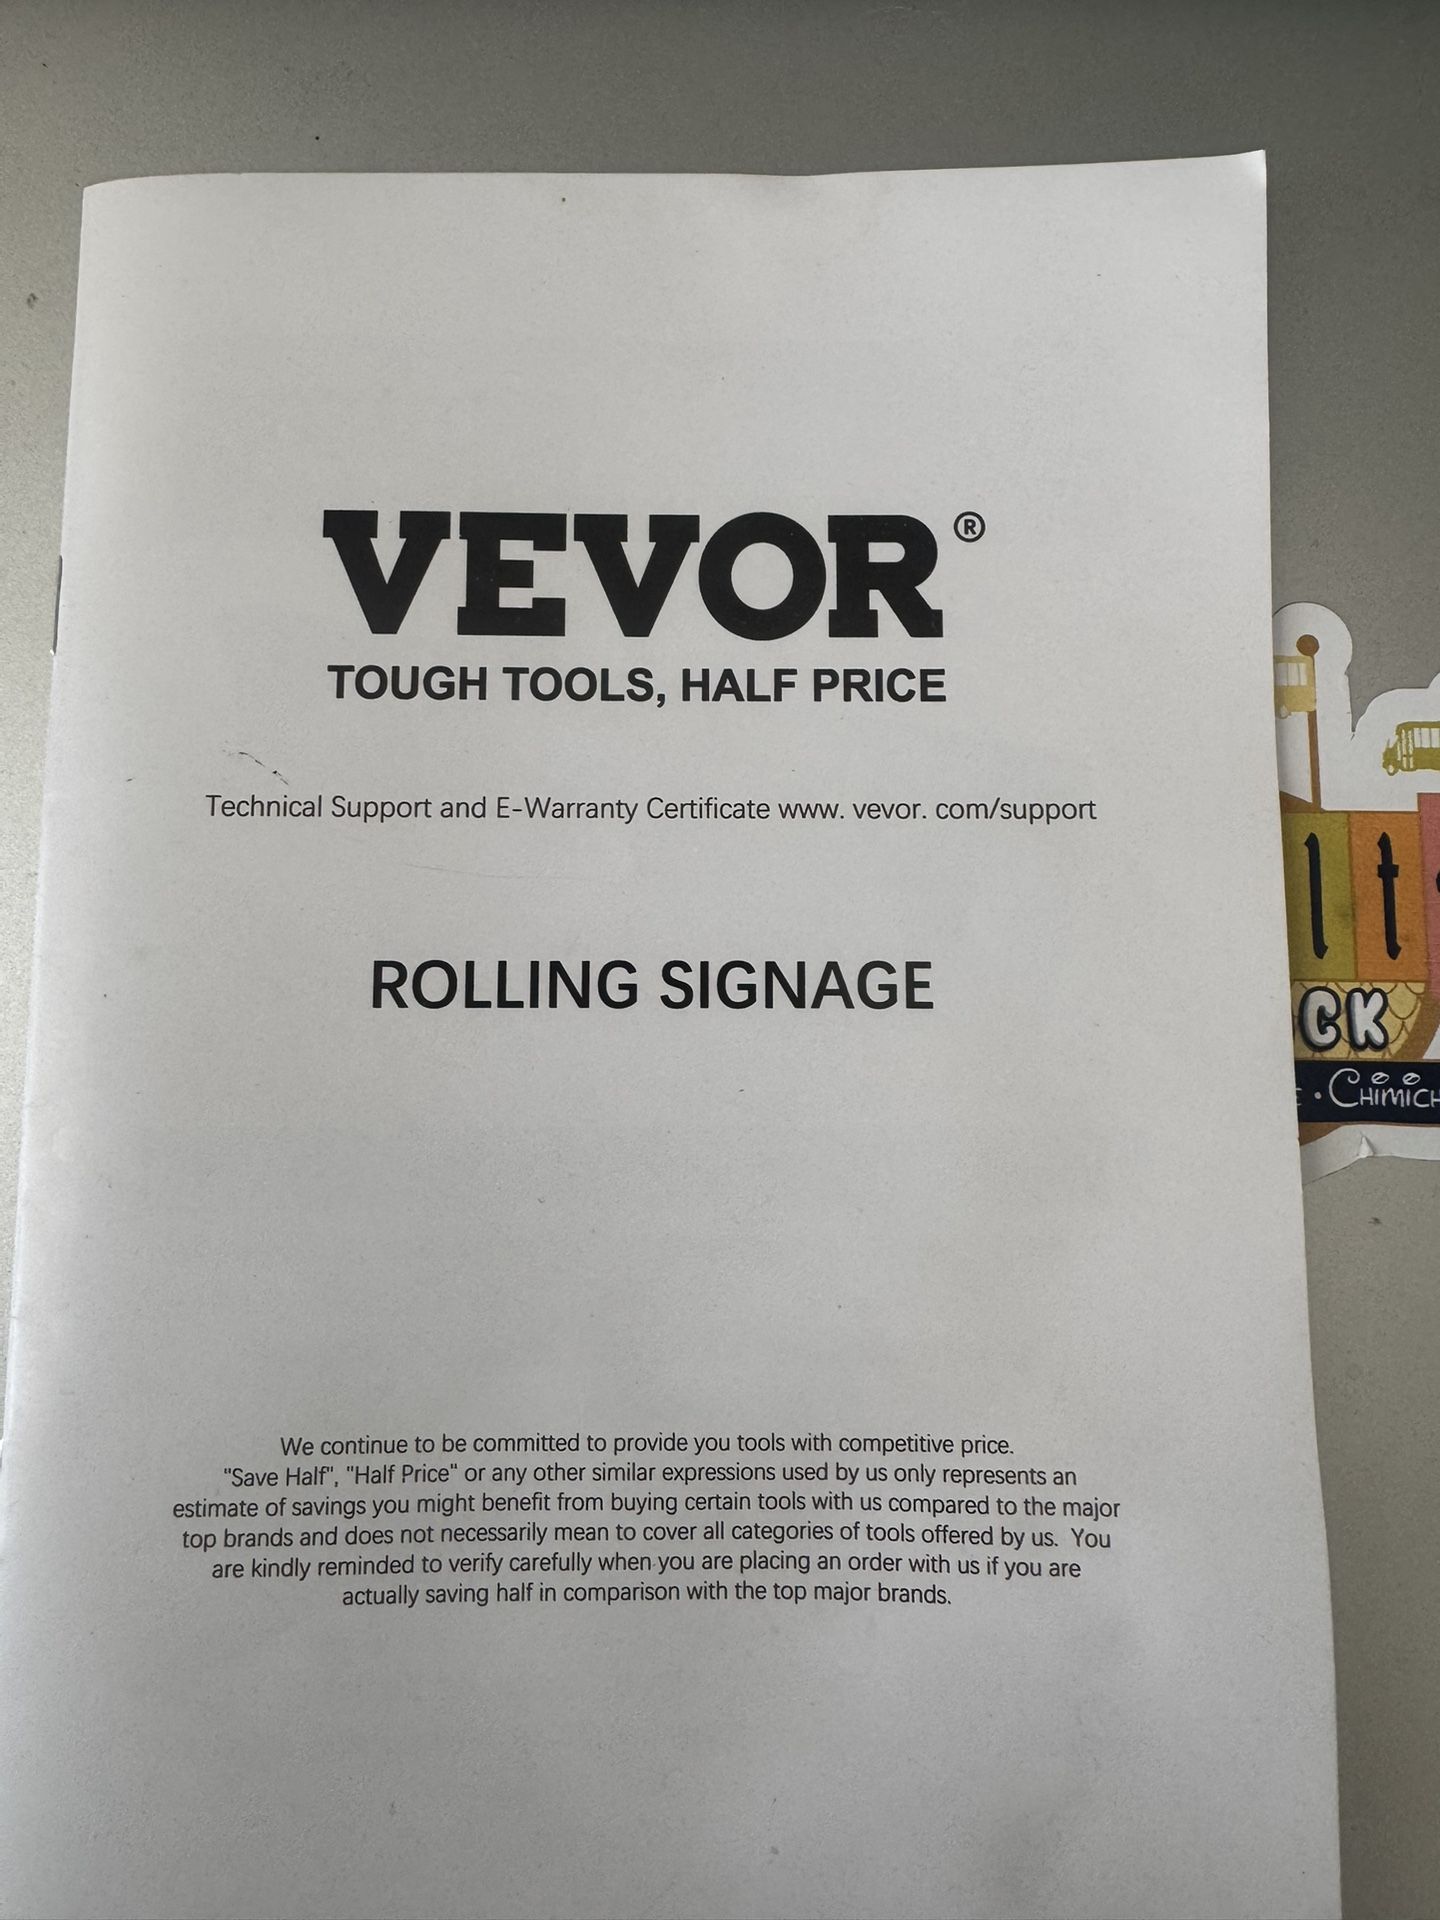 VEVOR®
TOUGH TOOLS, HALF PRICE
Technical Support and E-Warranty Certificate www. vevor. com/support
ROLLING SIGNAGE
We continue to be committed to provide you tools with competitive price.
"Save Half", "Half Price" or any other similar expressions used by us only represents an
estimate of savings you might benefit from buying certain tools with us compared to the major
top brands and does not necessarily mean to cover all categories of tools offered by us. You
are kindly reminded to verify carefully when you are placing an order with us if you are
actually saving half in comparison with the top major brands.
lt
CK
E • CHIMICH